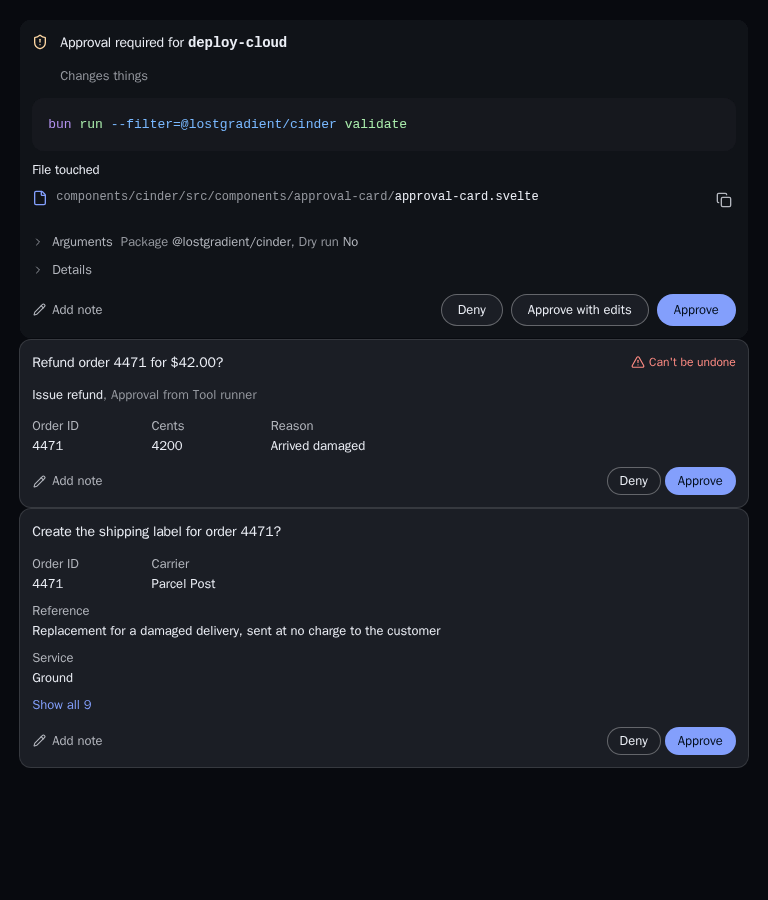 Approval required for deploy-cloud
Changes things
bun run --filter=@lostgradient/cinder validate
File touched
components/cinder/src/components/approval-card/approval-card.svelte
Arguments Package @lostgradient/cinder, Dry run No
Details
Add note Deny Approve with edits Approve
Refund order 4471 for $42.00? Can't be undone
Issue refund, Approval from Tool runner
Order ID Cents Reason
4471 4200 Arrived damaged
Add note Deny Approve
Create the shipping label for order 4471?
Order ID Carrier
4471 Parcel Post
Reference
Replacement for a damaged delivery, sent at no charge to the customer
Service
Ground
Show all 9
Add note Deny Approve